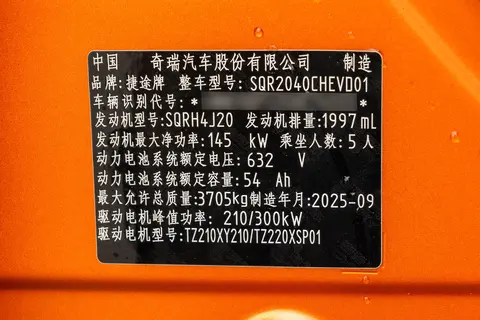 中国 奇瑞汽车股份有限公司 制造
品牌:捷途牌 整车型号:SQR2040CHEVD01
车辆识别代号:* *
发动机型号:SQRH4J20 发动机排量:1997mL
发动机最大净功率:145 kW 乘坐人数:5人
动力电池系统额定电压:632 V
动力电池系统额定容量:54 Ah
最大允许总质量:3705kg制造年月:2025-09
驱动电机峰值功率:210/300kW
驱动电机型号:TZ210XY210/TZ220XSP01